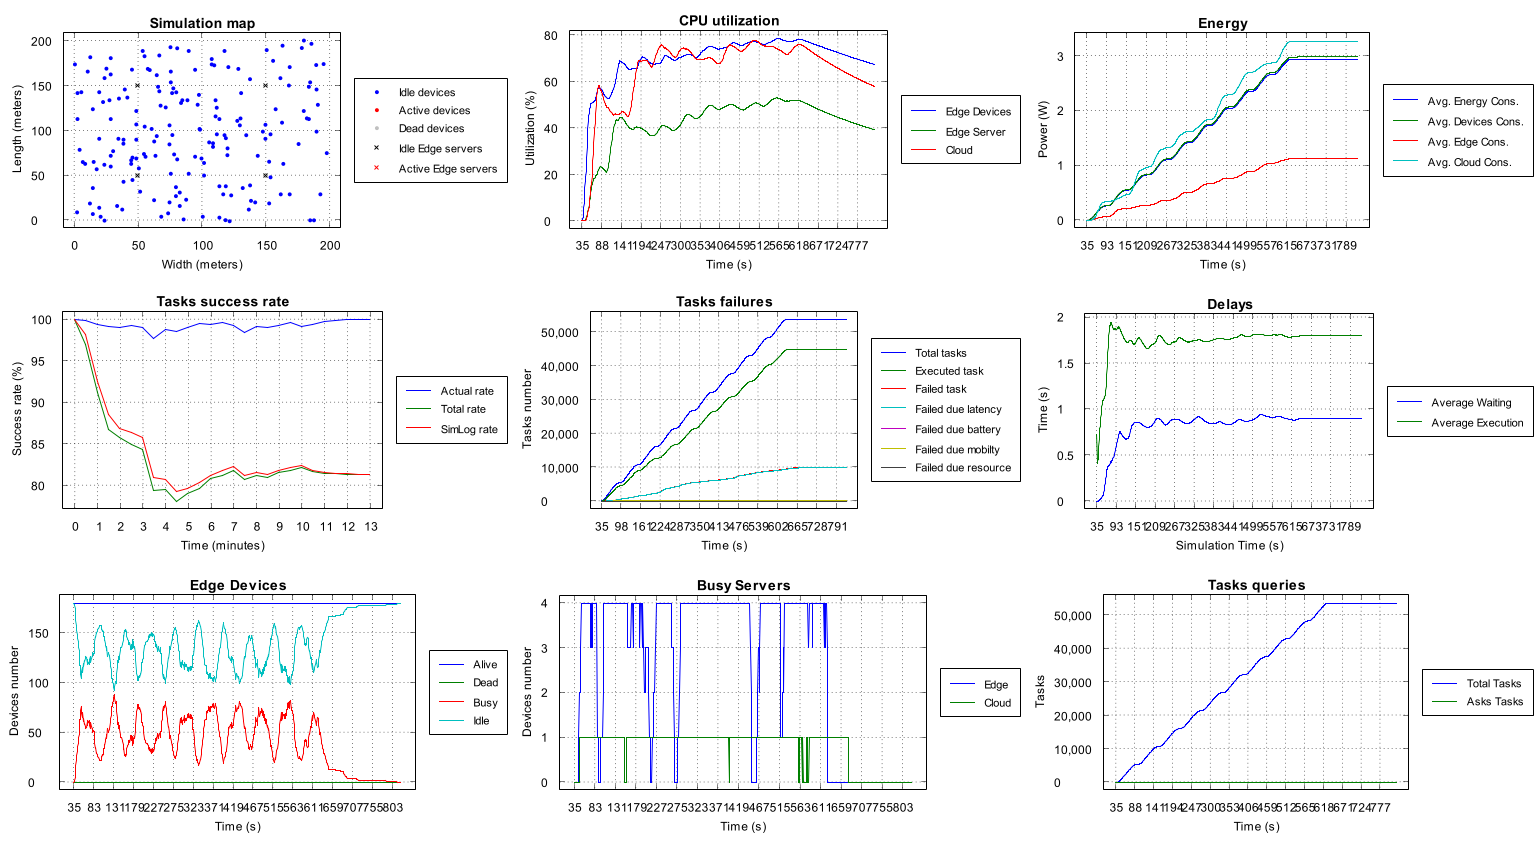 Simulation map
200
150
100
50
0
0 50 100 150 200
Length (meters)
Width (meters)
Idle devices
Active devices
Dead devices
Idle Edge servers
Active Edge servers
CPU utilization
80
60
40
20
0
Utilization (%)
Time (s)
Edge Devices
Edge Server
Cloud
Energy
3
2
1
0
Power (W)
Time (s)
Avg. Energy Cons.
Avg. Devices Cons.
Avg. Edge Cons.
Avg. Cloud Cons.
Tasks success rate
100
95
90
85
80
0 1 2 3 4 5 6 7 8 9 10 11 12 13
Success rate (%)
Time (minutes)
Actual rate
Total rate
SimLog rate
Tasks failures
50,000
40,000
30,000
20,000
10,000
0
Tasks number
Time (s)
Total tasks
Executed task
Failed task
Failed due latency
Failed due battery
Failed due mobilty
Failed due resource
Delays
2
1.5
1
0.5
0
Time (s)
Simulation Time (s)
Average Waiting
Average Execution
Edge Devices
150
100
50
0
Devices number
Time (s)
Alive
Dead
Busy
Idle
Busy Servers
4
3
2
1
0
Devices number
Time (s)
Edge
Cloud
Tasks queries
50,000
40,000
30,000
20,000
10,000
0
Tasks
Time (s)
Total Tasks
Asks Tasks